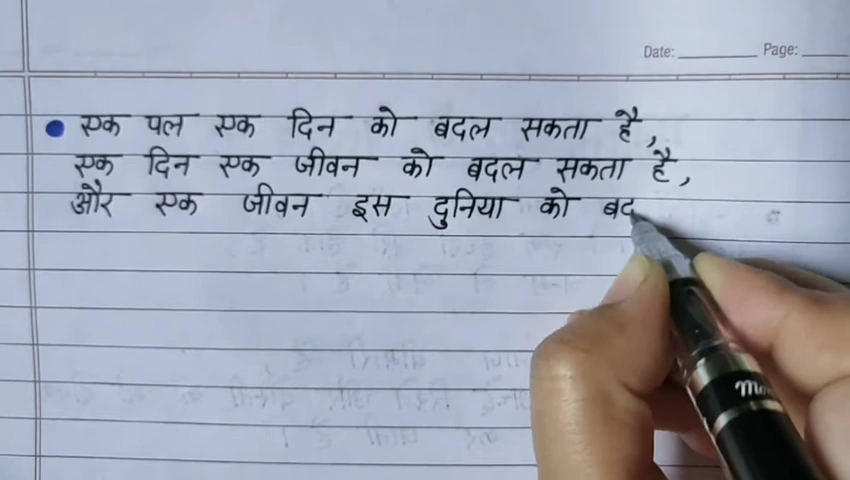 Date: Page:
एक पल एक दिन को बदल सकता है,
एक दिन एक जीवन को बदल सकता है,
और एक जीवन इस दुनिया को बद